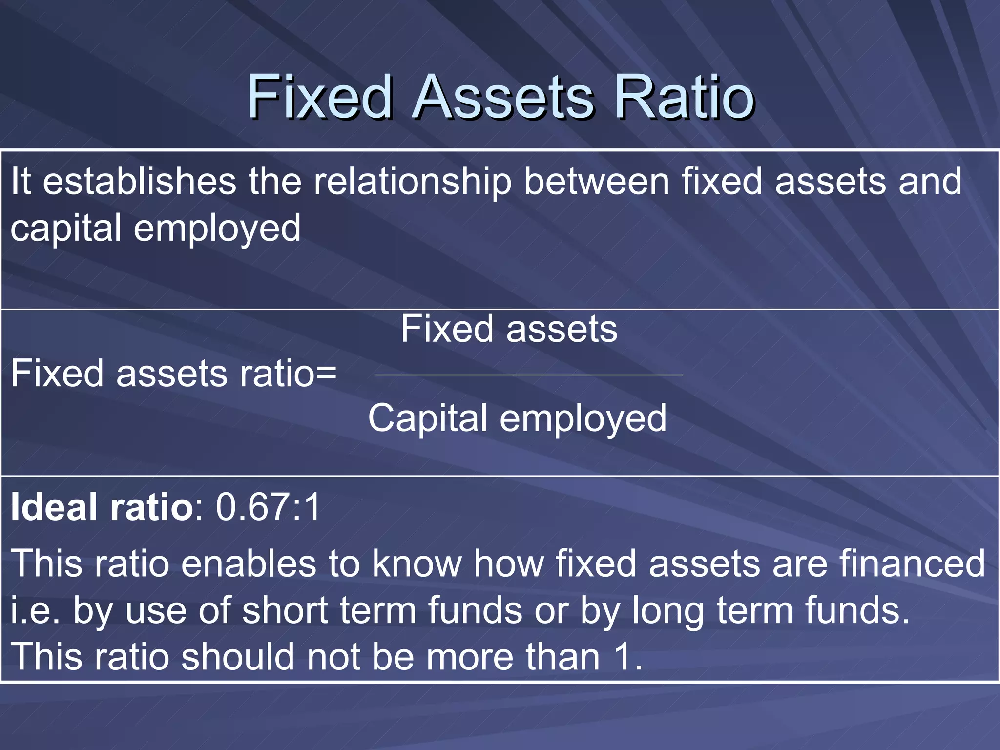 Fixed Assets Ratio
It establishes the relationship between fixed assets and
capital employed
Fixed assets
Fixed assets ratio=
Capital employed
Ideal ratio: 0.67:1
This ratio enables to know how fixed assets are financed
i.e. by use of short term funds or by long term funds.
This ratio should not be more than 1.